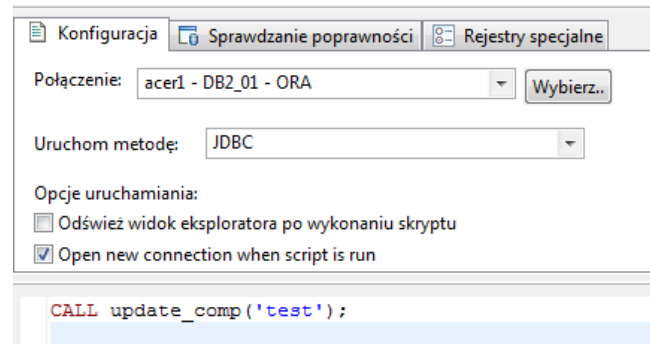 Konfiguracja Sprawdzanie poprawności Rejestry specjalne
Połączenie: acer1 - DB2_01 - ORA Wybierz..
Uruchom metodę: JDBC
Opcje uruchamiania:
Odśwież widok eksploratora po wykonaniu skryptu
Open new connection when script is run
CALL update_comp('test');